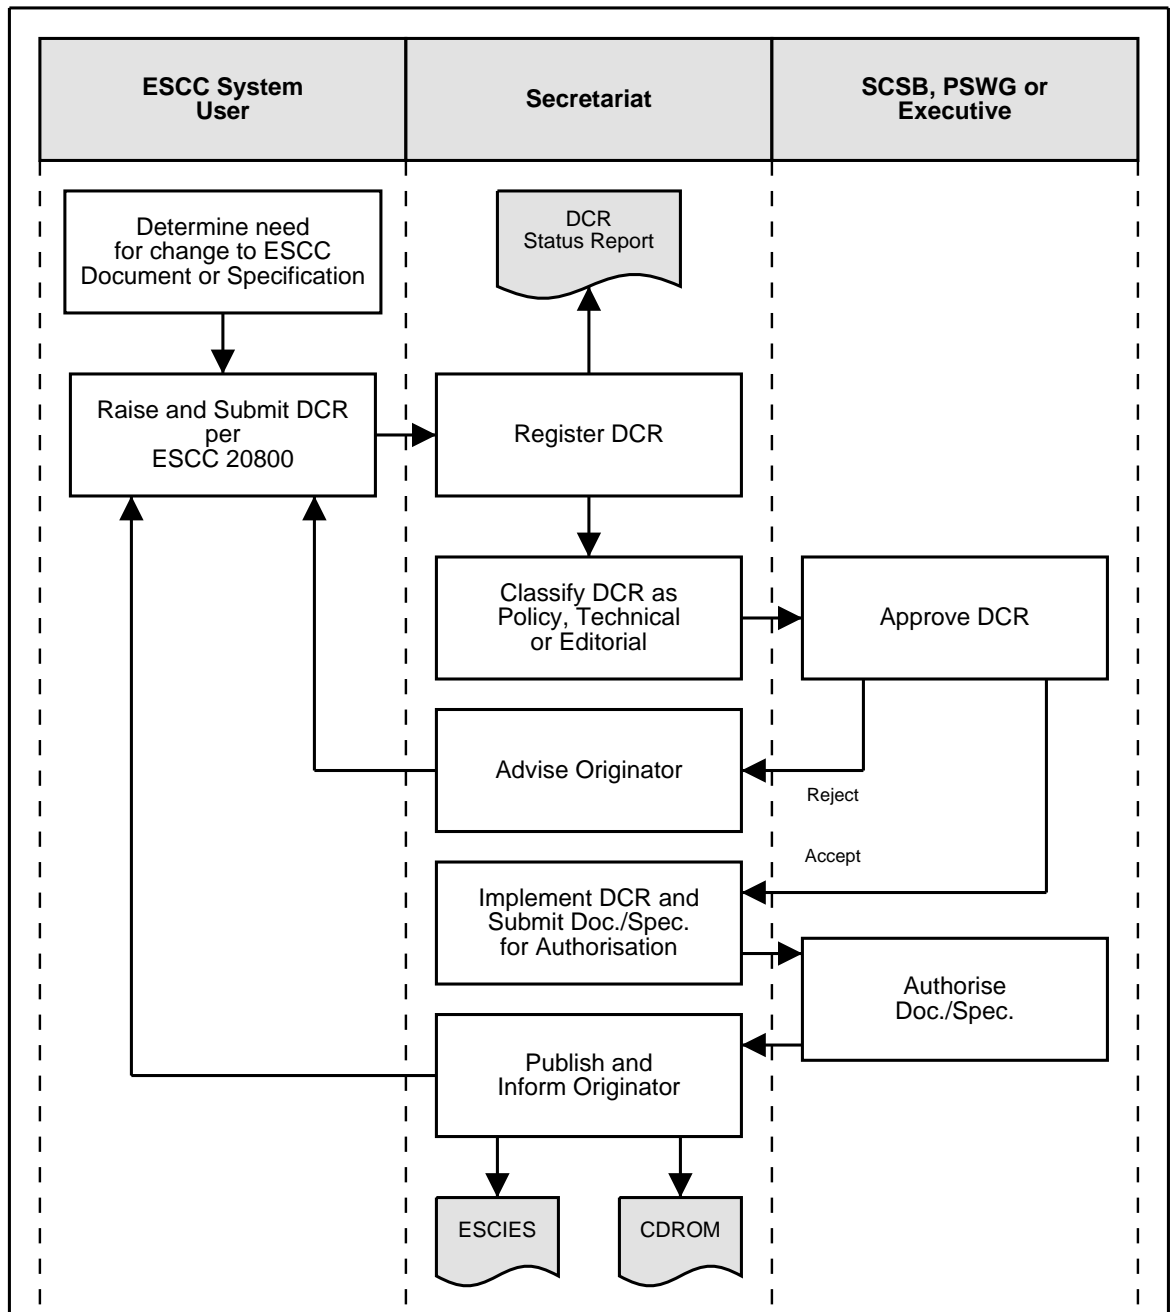 ESCC System
User
Secretariat
SCSB, PSWG or
Executive
Determine need
for change to ESCC
Document or Specification
DCR
Status Report
Raise and Submit DCR
per
ESCC 20800
Register DCR
Classify DCR as
Policy, Technical
or Editorial
Approve DCR
Advise Originator
Reject
Accept
Implement DCR and
Submit Doc./Spec.
for Authorisation
Authorise
Doc./Spec.
Publish and
Inform Originator
ESCIES
CDROM